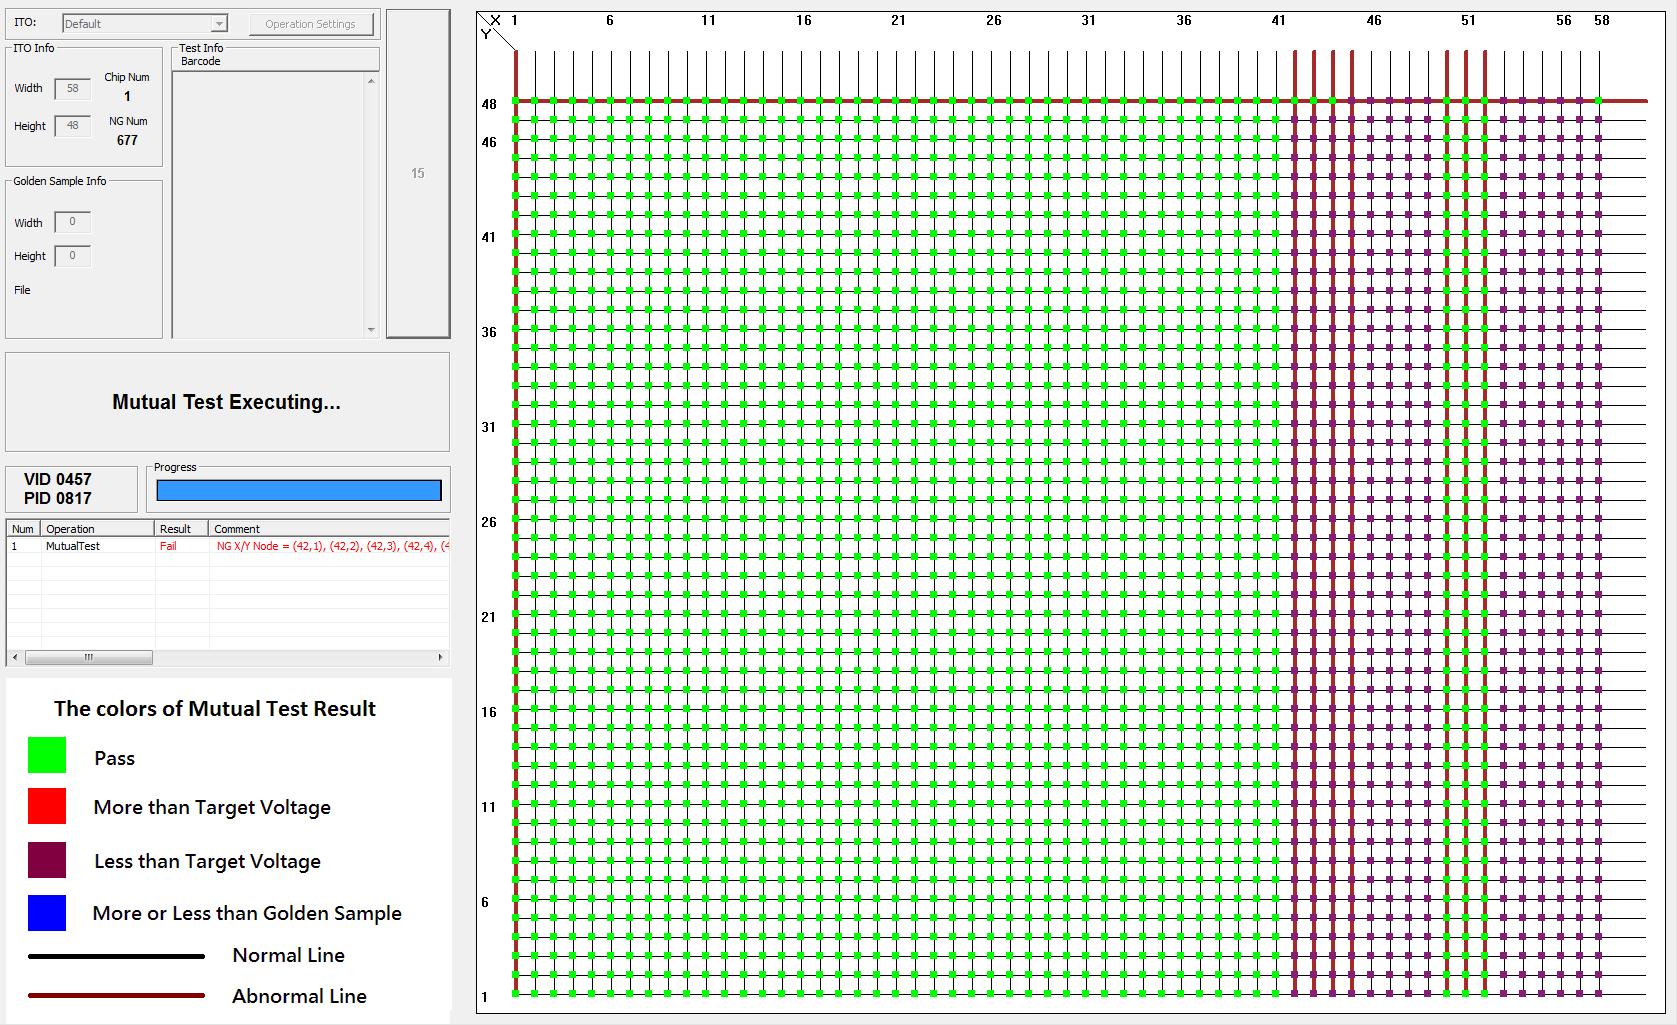 ITO:
Default
Operation Settings
ITO Info
Width
58
Chip Num
1
Height
48
NG Num
677
Test Info
Barcode
15
Golden Sample Info
Width
0
Height
0
File
Mutual Test Executing...
VID 0457
PID 0817
Progress
Num Operation Result Comment
1 MutualTest Fail NG X/Y Node = (42,1), (42,2), (42,3), (42,4), (4
The colors of Mutual Test Result
Pass
More than Target Voltage
Less than Target Voltage
More or Less than Golden Sample
Normal Line
Abnormal Line
X 1 6 11 16 21 26 31 36 41 46 51 56 58
Y
48
46
41
36
31
26
21
16
11
6
1